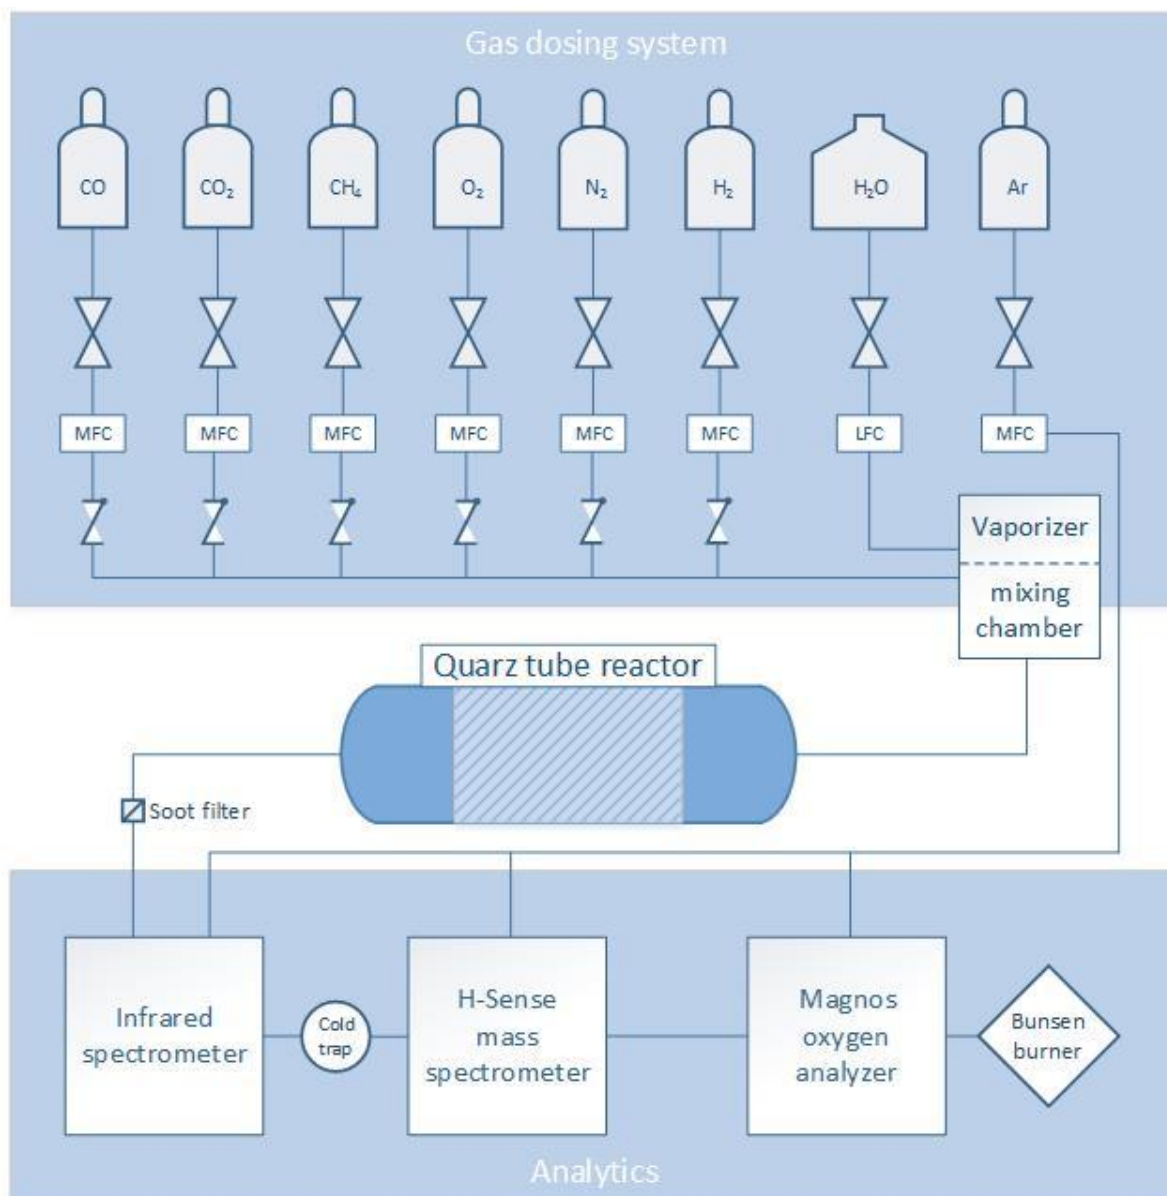 Gas dosing system
CO
CO₂
CH₄
O₂
N₂
H₂
H₂O
Ar
MFC
MFC
MFC
MFC
MFC
MFC
LFC
MFC
Vaporizer
mixing
chamber
Quarz tube reactor
Soot filter
Infrared
spectrometer
Cold
trap
H-Sense
mass
spectrometer
Magnos
oxygen
analyzer
Bunsen
burner
Analytics